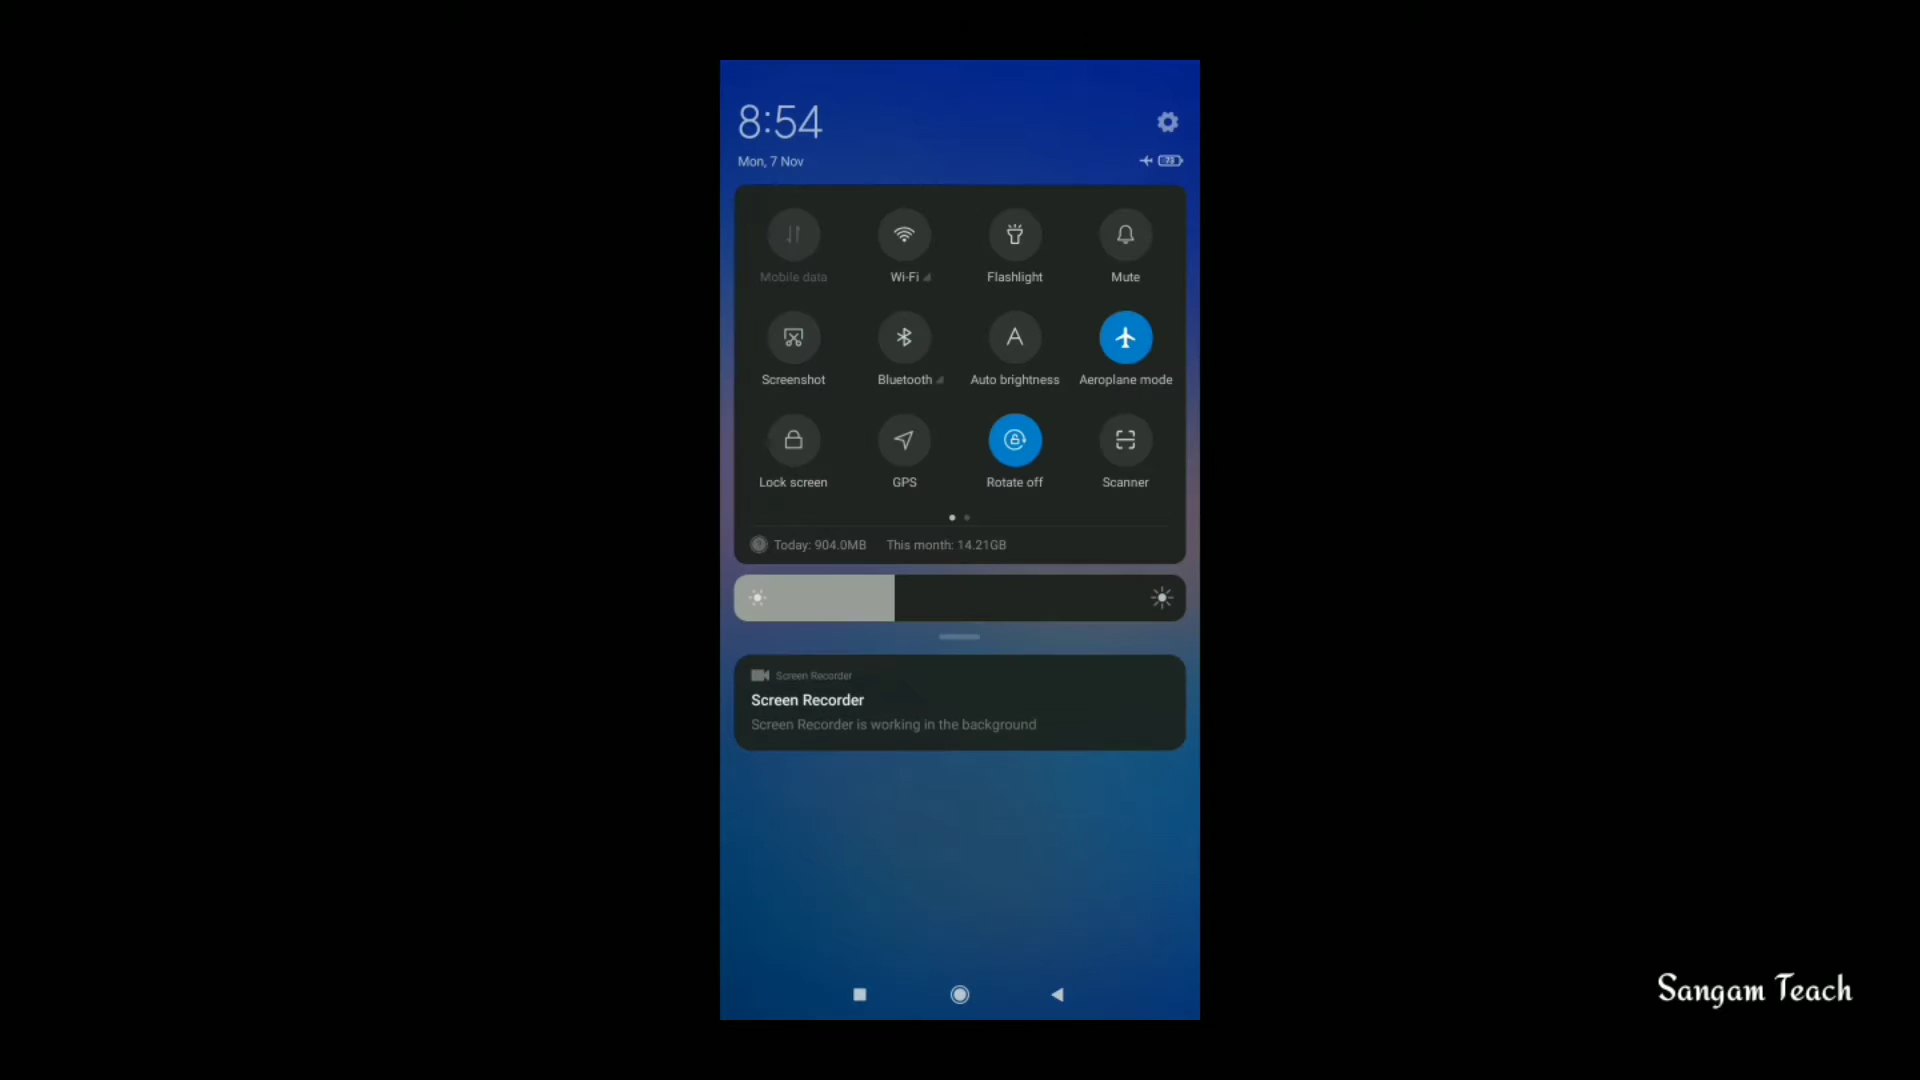 8:54
Mon, 7 Nov
73
Mobile data
Wi-Fi
Flashlight
Mute
A
Screenshot
Bluetooth
Auto brightness
Aeroplane mode
Lock screen
GPS
Rotate off
Scanner
Today: 904.0MB This month: 14.21GB
Screen Recorder
Screen Recorder
Screen Recorder is working in the background
Sangam Teach